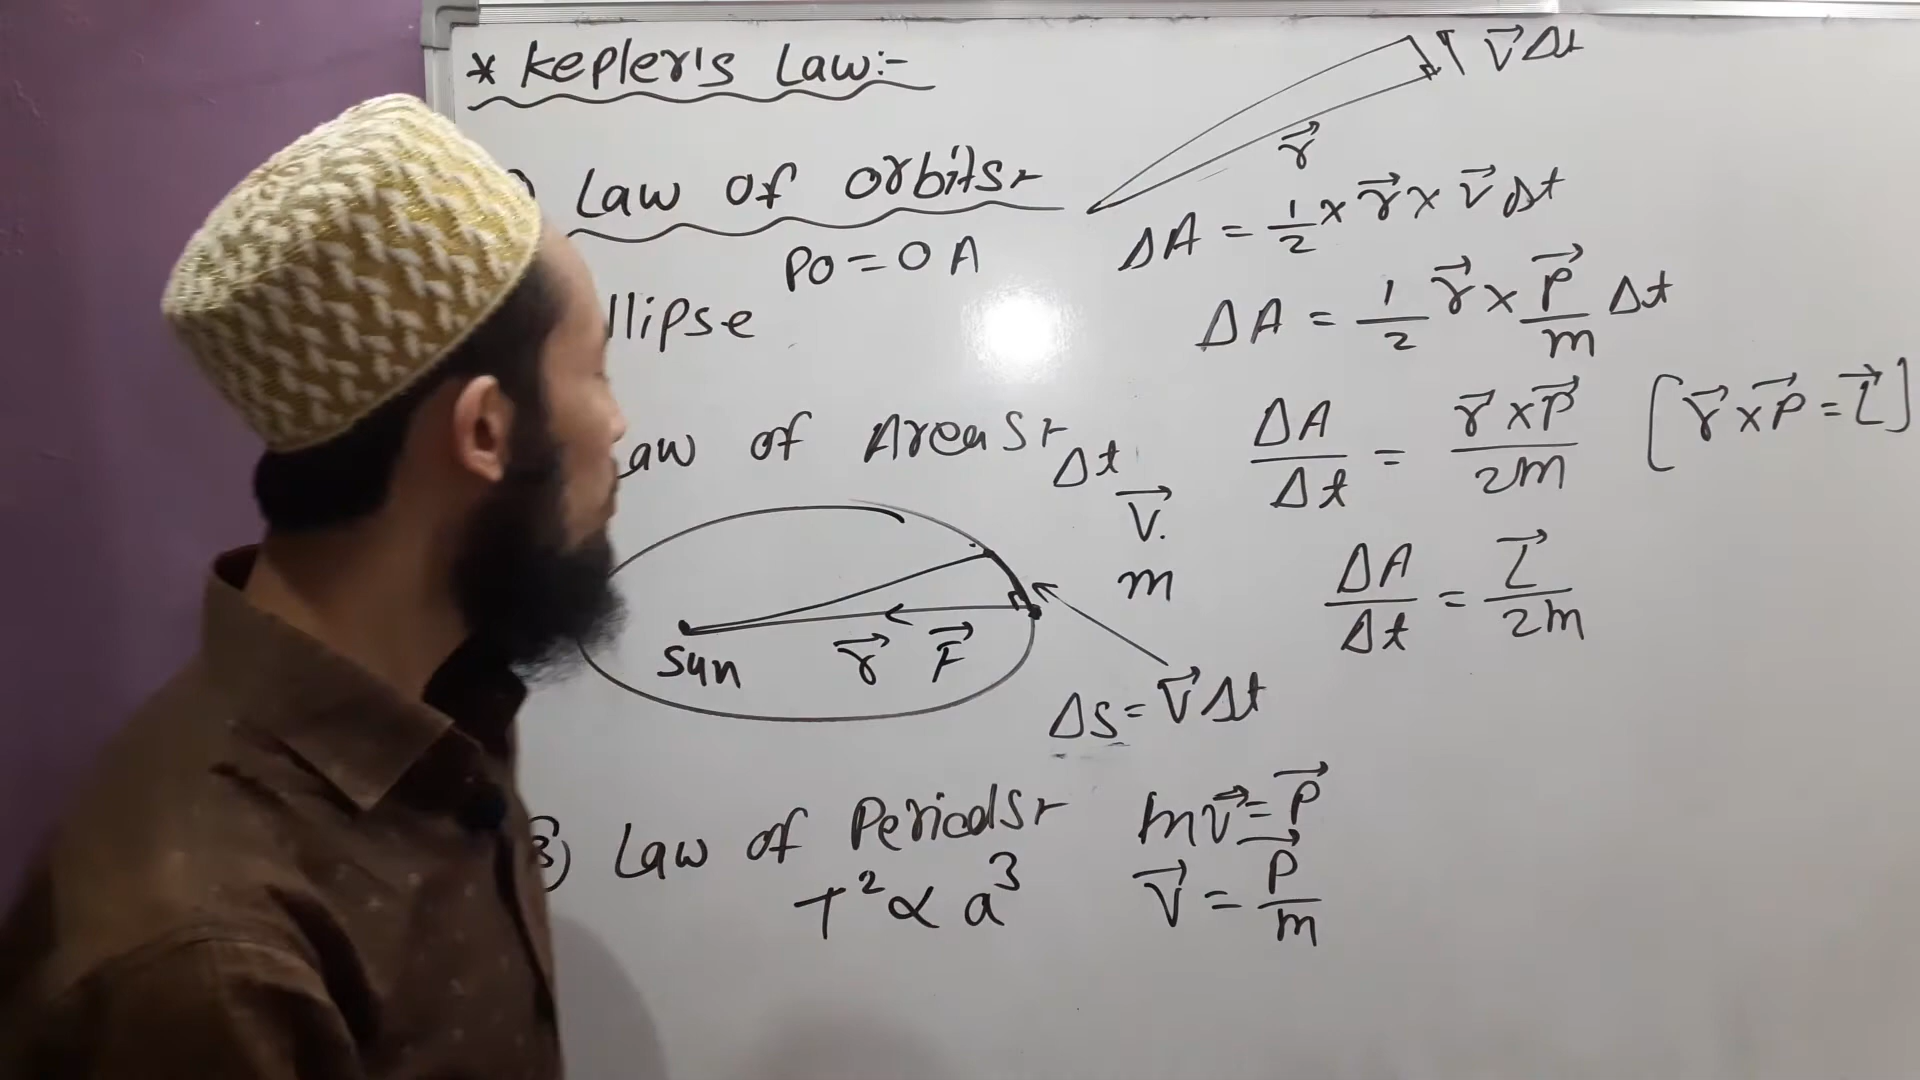 * Kepler's Law:-
Law of orbits:-
PO = OA
llipse
aw of Areas:-
Δt
V⃗
m
Sun
r⃗ F⃗
ΔS = V⃗Δt
3) Law of Periods:-
T² ∝ a³
mv⃗ = P⃗
V⃗ = P⃗/m
V⃗Δt
r⃗
ΔA = 1/2 × r⃗ × V⃗Δt
ΔA = 1/2 r⃗ × P⃗/m Δt
ΔA/Δt = r⃗ × P⃗/2m [r⃗ × P⃗ = L⃗]
ΔA/Δt = L⃗/2m